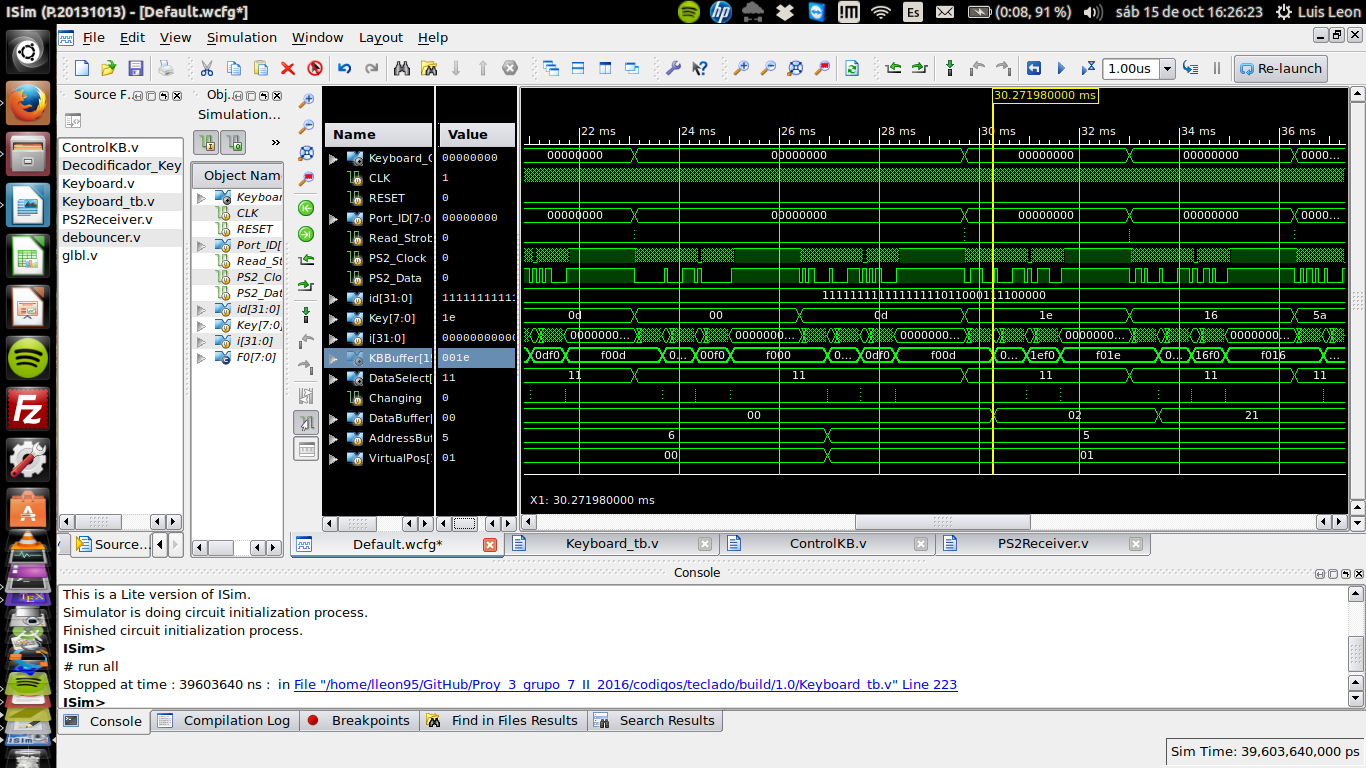 ISim (P.20131013) - [Default.wcfg*]
Es
(0:08, 91 %)
sáb 15 de oct 16:26:23
Luis Leon
File Edit View Simulation Window Layout Help
1.00us
Re-launch
Source F...
ControlKB.v
Decodificador_Key
Keyboard.v
Keyboard_tb.v
PS2Receiver.v
debouncer.v
glbl.v
Source...
Obj...
Simulation...
»
Object Nam
Keyboar
CLK
RESET
Port_ID[
Read_St
PS2_Clo
PS2_Dat
id[31:0]
Key[7:0]
i[31:0]
F0[7:0]
Name Value
Keyboard_C 00000000
CLK 1
RESET 0
Port_ID[7:0 00000000
Read_Strob 0
PS2_Clock 0
PS2_Data 0
id[31:0] 11111111111
Key[7:0] 1e
i[31:0] 0000000000
KBBuffer[15 001e
DataSelect[ 11
Changing 0
DataBuffer[ 00
AddressBuf 5
VirtualPos[ 01
30.271980000 ms
22 ms 24 ms 26 ms 28 ms 30 ms 32 ms 34 ms 36 ms
00000000 00000000 00000000 00000000 0000...
00000000 00000000 00000000 00000000 0000...
11111111111111111101100011​1100000
0d 00 0d 1e 16 5a
0000000... 0000000... 0000000... 0000000... 0000000...
0df0 f00d 0... 00f0 f000 0... 0df0 f00d 0... 1ef0 f01e 0... 16f0 f016 ...
11 11 11 11 11
00 02 21
6 5
00 01
X1: 30.271980000 ms
Default.wcfg* Keyboard_tb.v ControlKB.v PS2Receiver.v
Console
This is a Lite version of ISim.
Simulator is doing circuit initialization process.
Finished circuit initialization process.
ISim>
# run all
Stopped at time : 39603640 ns : in File "/home/lleon95/GitHub/Proy_3_grupo_7_II_2016/codigos/teclado/build/1.0/Keyboard_tb.v" Line 223
ISim>
Console Compilation Log Breakpoints Find in Files Results Search Results
Sim Time: 39,603,640,000 ps